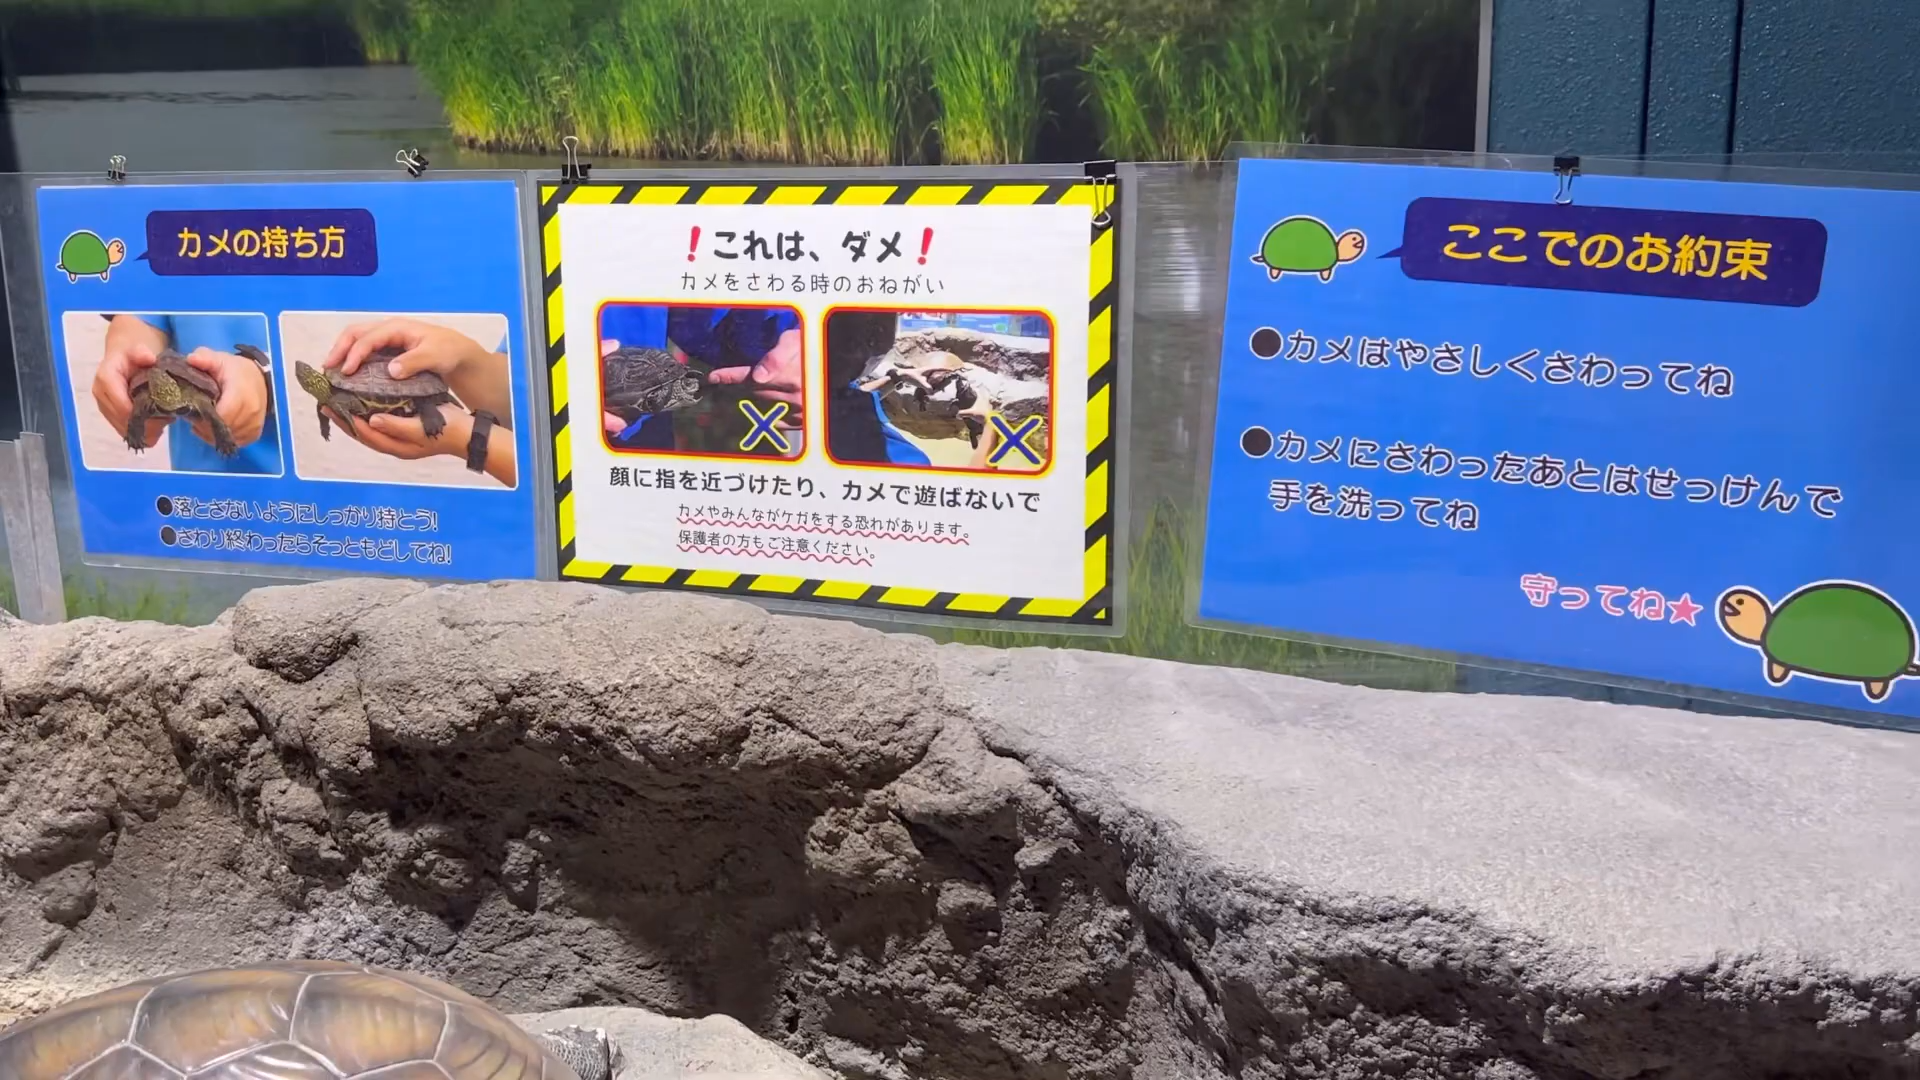 カメの持ち方
●落とさないようにしっかり持とう!
●さわり終わったらそっともどしてね!
❗これは、ダメ❗
カメをさわる時のおねがい
顔に指を近づけたり、カメで遊ばないで
カメやみんながケガをする恐れがあります。
保護者の方もご注意ください。
ここでのお約束
●カメはやさしくさわってね
●カメにさわったあとはせっけんで
手を洗ってね
守ってね★